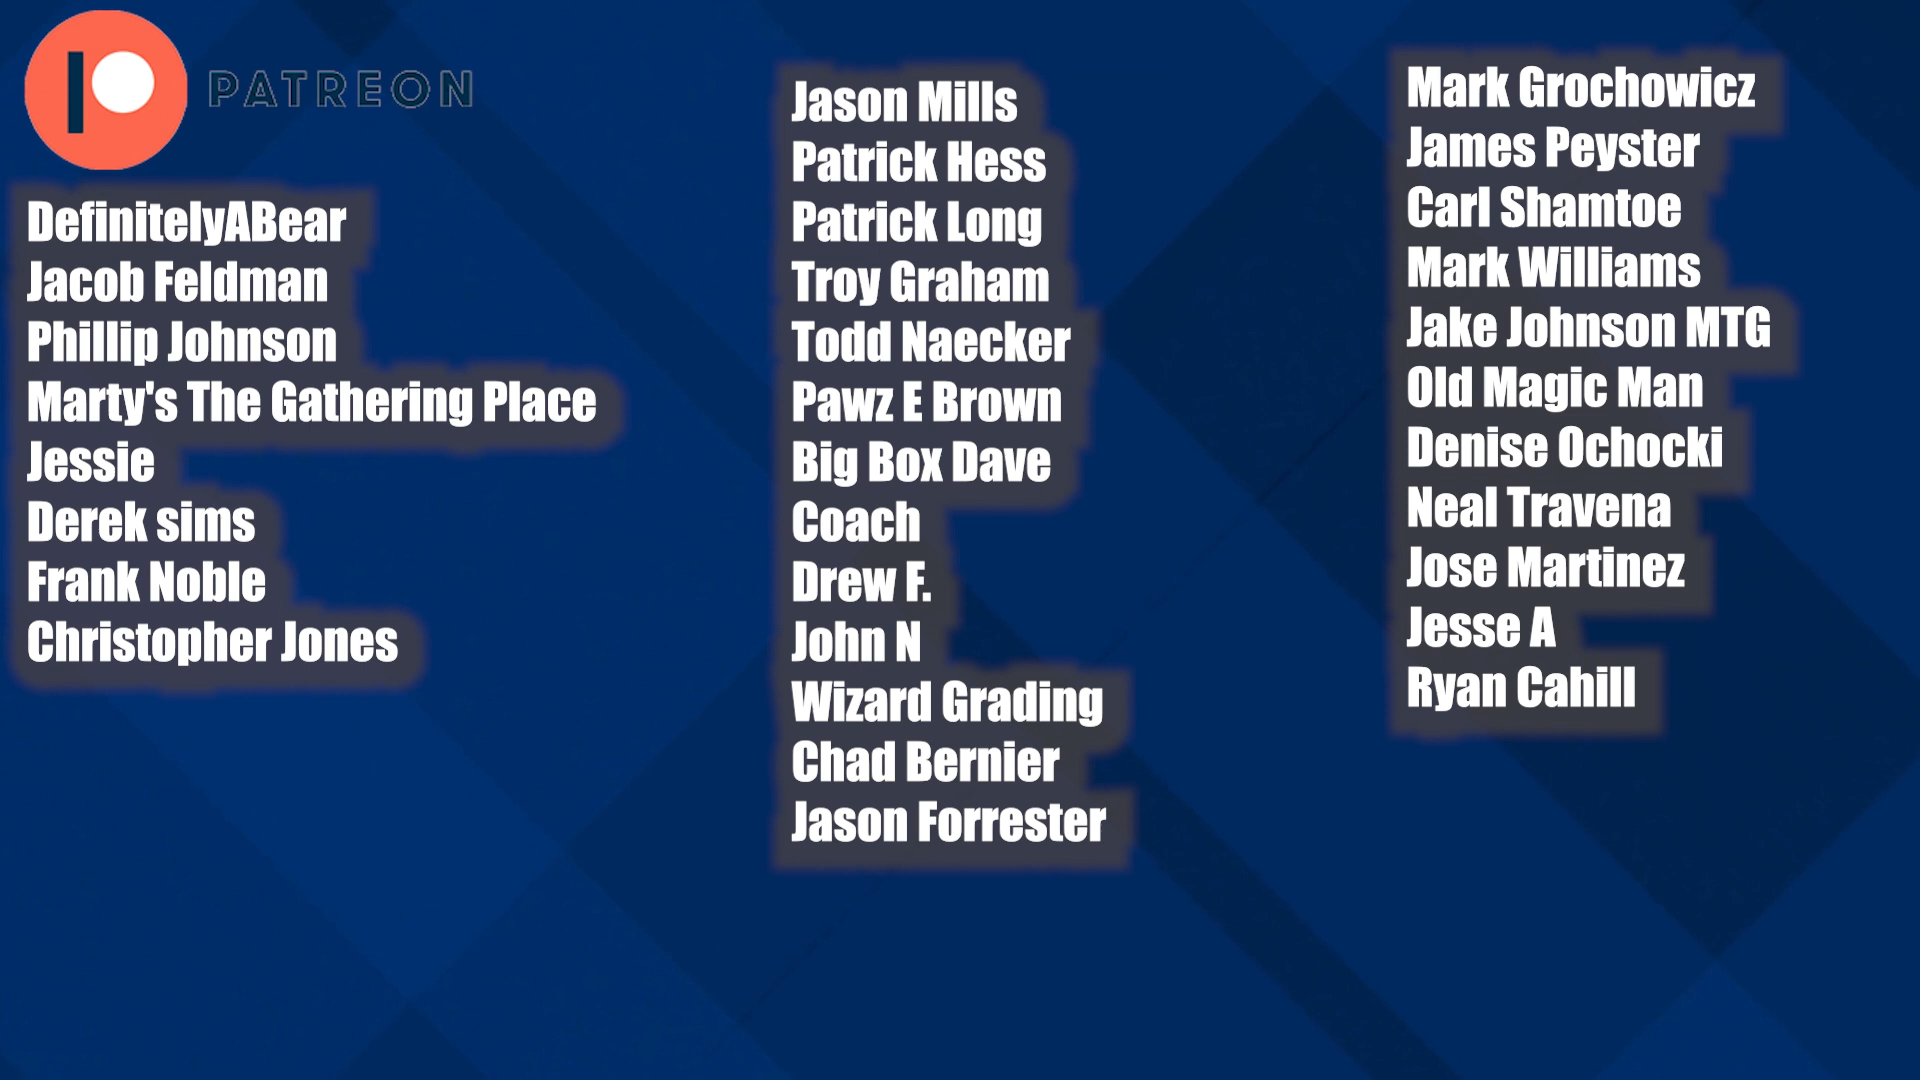 PATREON
DefinitelyABear
Jacob Feldman
Phillip Johnson
Marty's The Gathering Place
Jessie
Derek sims
Frank Noble
Christopher Jones
Jason Mills
Patrick Hess
Patrick Long
Troy Graham
Todd Naecker
Pawz E Brown
Big Box Dave
Coach
Drew F.
John N
Wizard Grading
Chad Bernier
Jason Forrester
Mark Grochowicz
James Peyster
Carl Shamtoe
Mark Williams
Jake Johnson MTG
Old Magic Man
Denise Ochocki
Neal Travena
Jose Martinez
Jesse A
Ryan Cahill